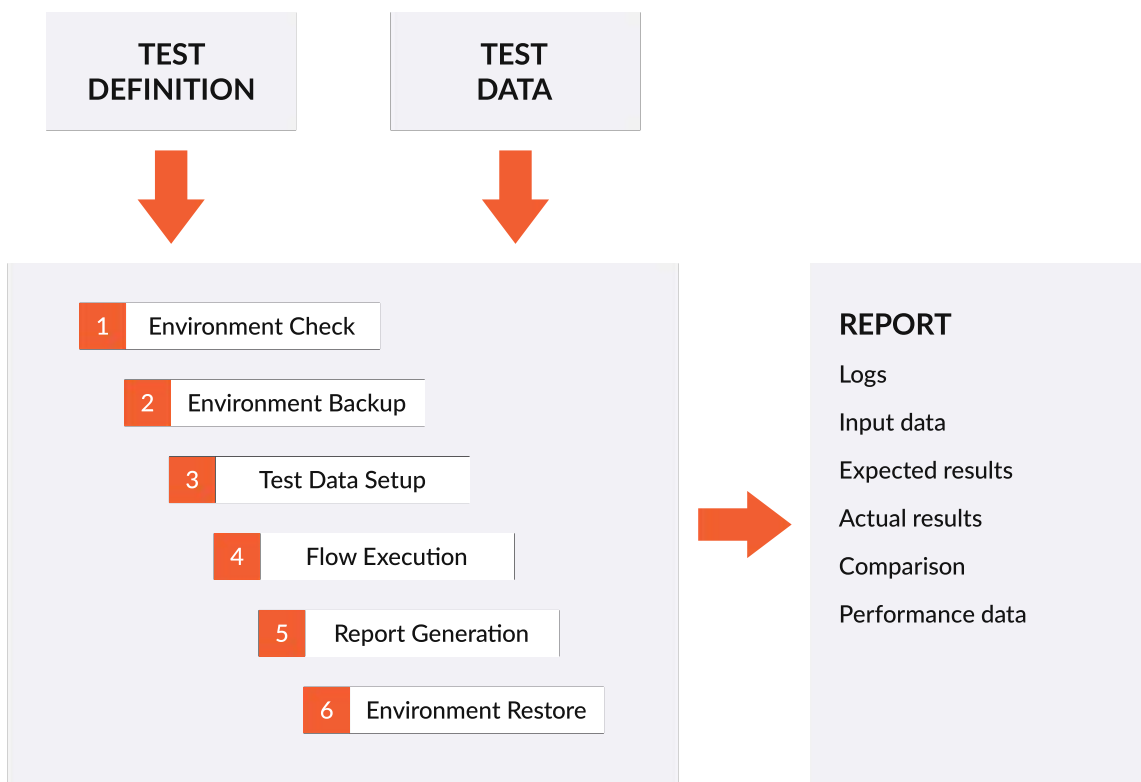 TEST
DEFINITION
TEST
DATA
1 Environment Check
2 Environment Backup
3 Test Data Setup
4 Flow Execution
5 Report Generation
6 Environment Restore
REPORT
Logs
Input data
Expected results
Actual results
Comparison
Performance data